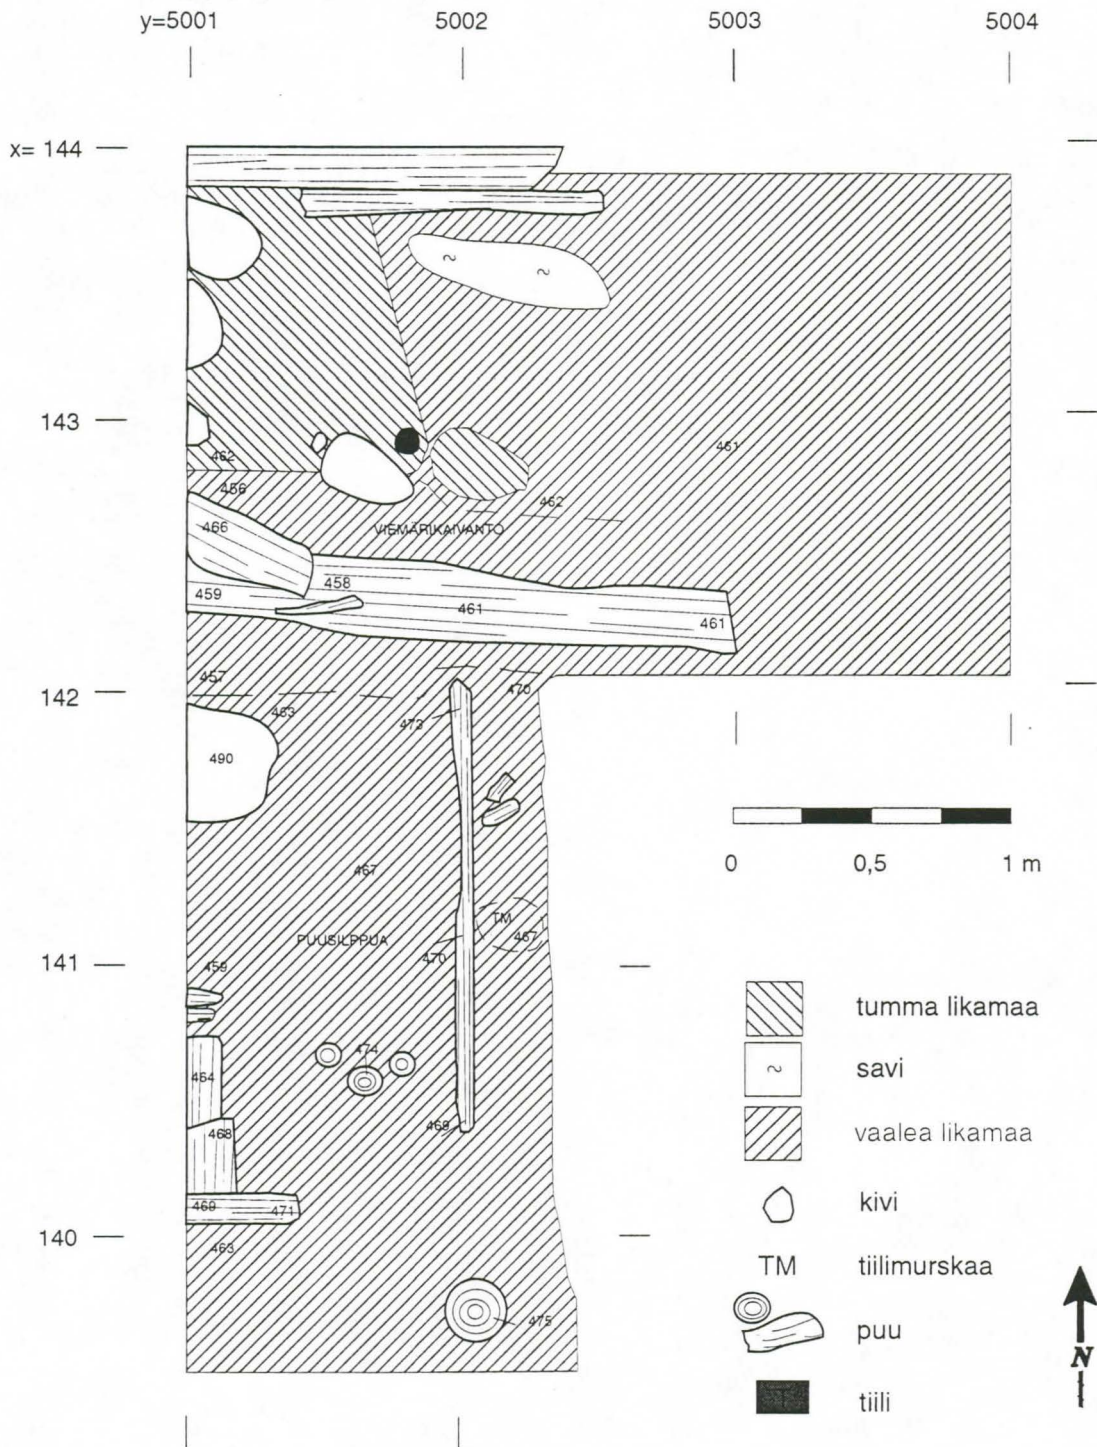 y=5001 5002 5003 5004
x= 144
143
461
462
456
462
466
VIEMÄRIKAIVANTO
458
459
461
461
457
470
142
463
473
490
467
TM
467
PUUSILPPUA
470
141
459
474
464
469
468
469
471
140
463
475
0 0,5 1 m
tumma likamaa
~ savi
vaalea likamaa
kivi
TM tiilimurskaa
puu
T tiili
N